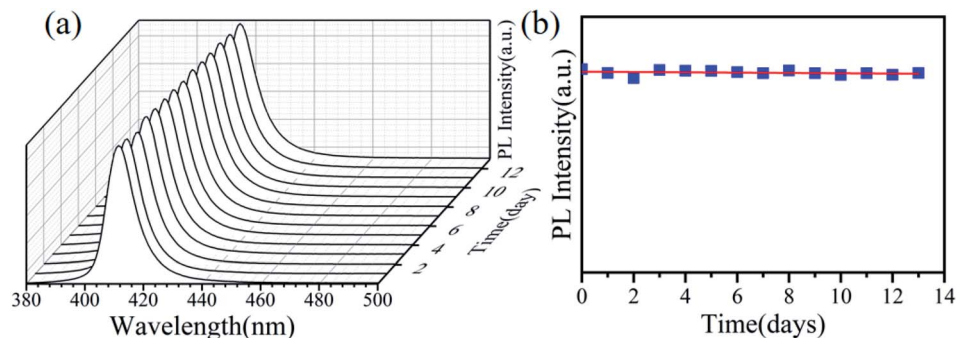 (a)
PL Intensity(a.u.)
12
10
8
6
4
2
Time(day)
380 400 420 440 460 480 500
Wavelength(nm)
(b)
PL Intensity(a.u.)
0 2 4 6 8 10 12 14
Time(days)